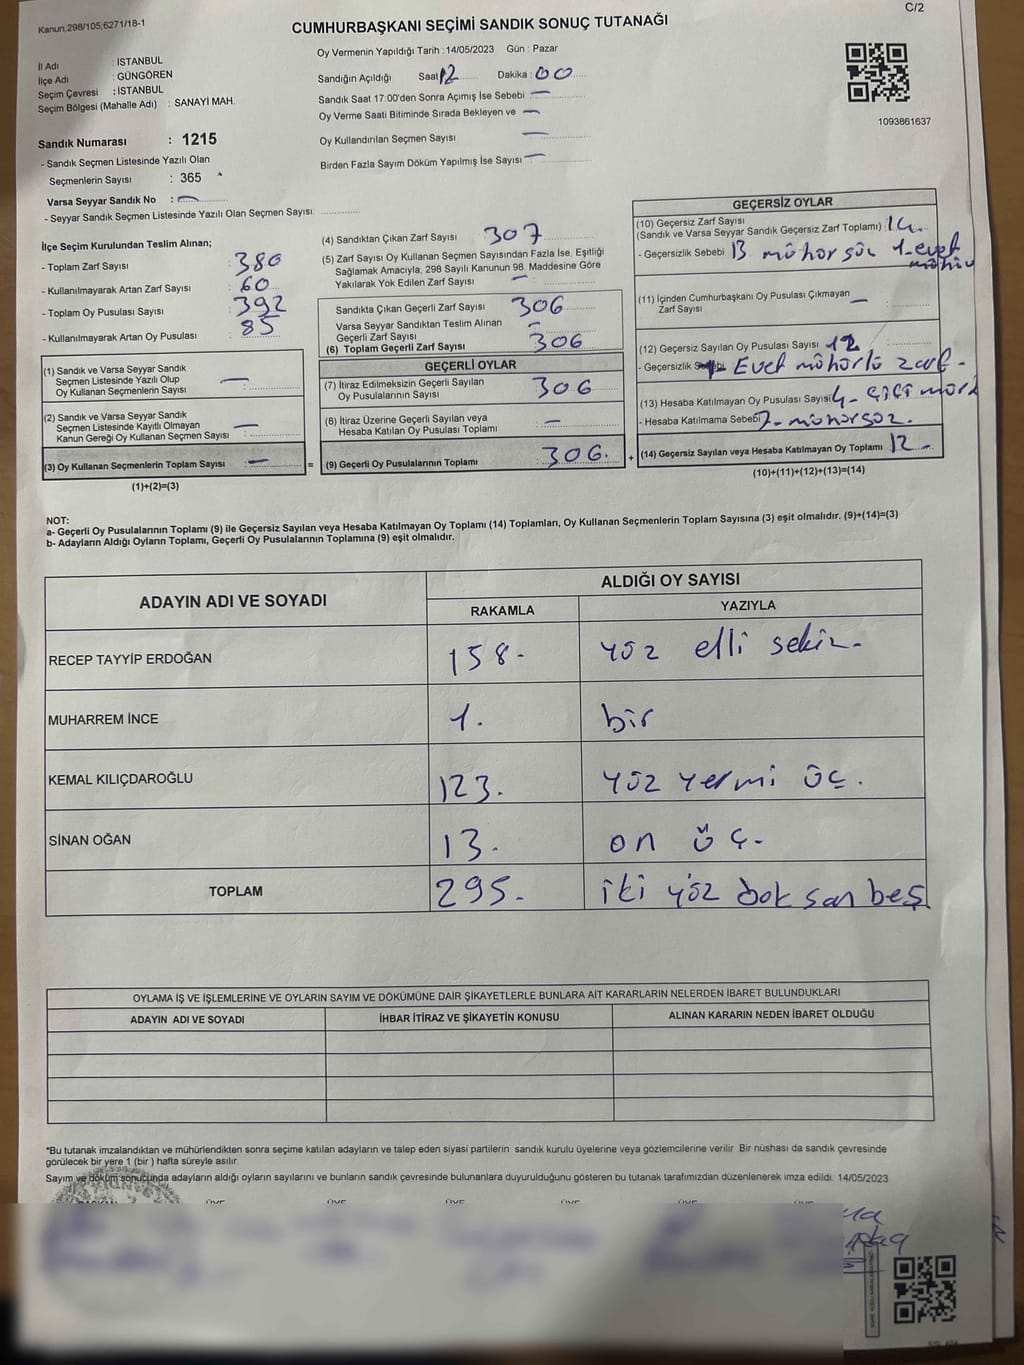 Kanun:298/105;6271/18-1
CUMHURBAŞKANI SEÇİMİ SANDIK SONUÇ TUTANAĞI
C/2
İl Adı : İSTANBUL
İlçe Adı : GÜNGÖREN
Seçim Çevresi : İSTANBUL
Seçim Bölgesi (Mahalle Adı) : SANAYİ MAH.
Oy Vermenin Yapıldığı Tarih :14/05/2023 Gün : Pazar
Sandığın Açıldığı Saat 12 Dakika : 00
Sandık Saat 17:00'den Sonra Açımış İse Sebebi —
Oy Verme Saati Bitiminde Sırada Bekleyen ve —
Oy Kullandırılan Seçmen Sayısı —
Birden Fazla Sayım Döküm Yapılmış İse Sayısı —
1093861637
Sandık Numarası : 1215
- Sandık Seçmen Listesinde Yazılı Olan
Seçmenlerin Sayısı : 365
Varsa Seyyar Sandık No : —
- Seyyar Sandık Seçmen Listesinde Yazılı Olan Seçmen Sayısı:
İlçe Seçim Kurulundan Teslim Alınan;
- Toplam Zarf Sayısı : 380
- Kullanılmayarak Artan Zarf Sayısı : 60
- Toplam Oy Pusulası Sayısı : 392
- Kullanılmayarak Artan Oy Pusulası : 85
(1) Sandık ve Varsa Seyyar Sandık
Seçmen Listesinde Yazılı Olup
Oy Kullanan Seçmenlerin Sayısı : —
(2) Sandık ve Varsa Seyyar Sandık
Seçmen Listesinde Kayıtlı Olmayan
Kanun Gereği Oy Kullanan Seçmen Sayısı : —
(3) Oy Kullanan Seçmenlerin Toplam Sayısı : —
(1)+(2)=(3)
(4) Sandıktan Çıkan Zarf Sayısı 307
(5) Zarf Sayısı Oy Kullanan Seçmen Sayısından Fazla İse, Eşitliği
Sağlamak Amacıyla, 298 Sayılı Kanunun 98. Maddesine Göre
Yakılarak Yok Edilen Zarf Sayısı —
Sandıkta Çıkan Geçerli Zarf Sayısı 306
Varsa Seyyar Sandıktan Teslim Alınan
Geçerli Zarf Sayısı —
(6) Toplam Geçerli Zarf Sayısı 306
GEÇERLİ OYLAR
(7) İtiraz Edilmeksizin Geçerli Sayılan
Oy Pusulalarının Sayısı : 306
(8) İtiraz Üzerine Geçerli Sayılan veya
Hesaba Katılan Oy Pusulası Toplamı : —
= (9) Geçerli Oy Pusulalarının Toplamı : 306.
GEÇERSİZ OYLAR
(10) Geçersiz Zarf Sayısı
(Sandık ve Varsa Seyyar Sandık Geçersiz Zarf Toplamı) : 14.
- Geçersizlik Sebebi 13 mühürsüz 1-evet
mühür
(11) İçinden Cumhurbaşkanı Oy Pusulası Çıkmayan
Zarf Sayısı —
(12) Geçersiz Sayılan Oy Pusulası Sayısı 12
- Geçersizlik Sebebi 1- Evet mühürlü zarf -
(13) Hesaba Katılmayan Oy Pusulası Sayısı 4- çiçi
- Hesaba Katılmama Sebebi 7- mühürsüz.
+ (14) Geçersiz Sayılan veya Hesaba Katılmayan Oy Toplamı 12 -
(10)+(11)+(12)+(13)=(14)
NOT:
a- Geçerli Oy Pusulalarının Toplamı (9) ile Geçersiz Sayılan veya Hesaba Katılmayan Oy Toplamı (14) Toplamları, Oy Kullanan Seçmenlerin Toplam Sayısına (3) eşit olmalıdır. (9)+(14)=(3)
b- Adayların Aldığı Oyların Toplamı, Geçerli Oy Pusulalarının Toplamına (9) eşit olmalıdır.
ADAYIN ADI VE SOYADI
ALDIĞI OY SAYISI
RAKAMLA YAZIYLA
RECEP TAYYİP ERDOĞAN 158- yüz elli sekiz-
MUHARREM İNCE 1. bir
KEMAL KILIÇDAROĞLU 123. yüz yermi üç.
SİNAN OĞAN 13. on üç.
TOPLAM 295. iki yüz doksan beş
OYLAMA İŞ VE İŞLEMLERİNE VE OYLARIN SAYIM VE DÖKÜMÜNE DAİR ŞİKAYETLERLE BUNLARA AİT KARARLARIN NELERDEN İBARET BULUNDUKLARI
ADAYIN ADI VE SOYADI İHBAR İTİRAZ VE ŞİKAYETİN KONUSU ALINAN KARARIN NEDEN İBARET OLDUĞU
*Bu tutanak imzalandıktan ve mühürlendikten sonra seçime katılan adayların ve talep eden siyasi partilerin sandık kurulu üyelerine veya gözlemcilerine verilir. Bir nüshası da sandık çevresinde
görülecek bir yere 1 (bir ) hafta süreyle asılır.
Sayım ve döküm sonucunda adayların aldığı oyların sayılarını ve bunların sandık çevresinde bulunanlara duyurulduğunu gösteren bu tutanak tarafımızdan düzenlenerek imza edildi. 14/05/2023